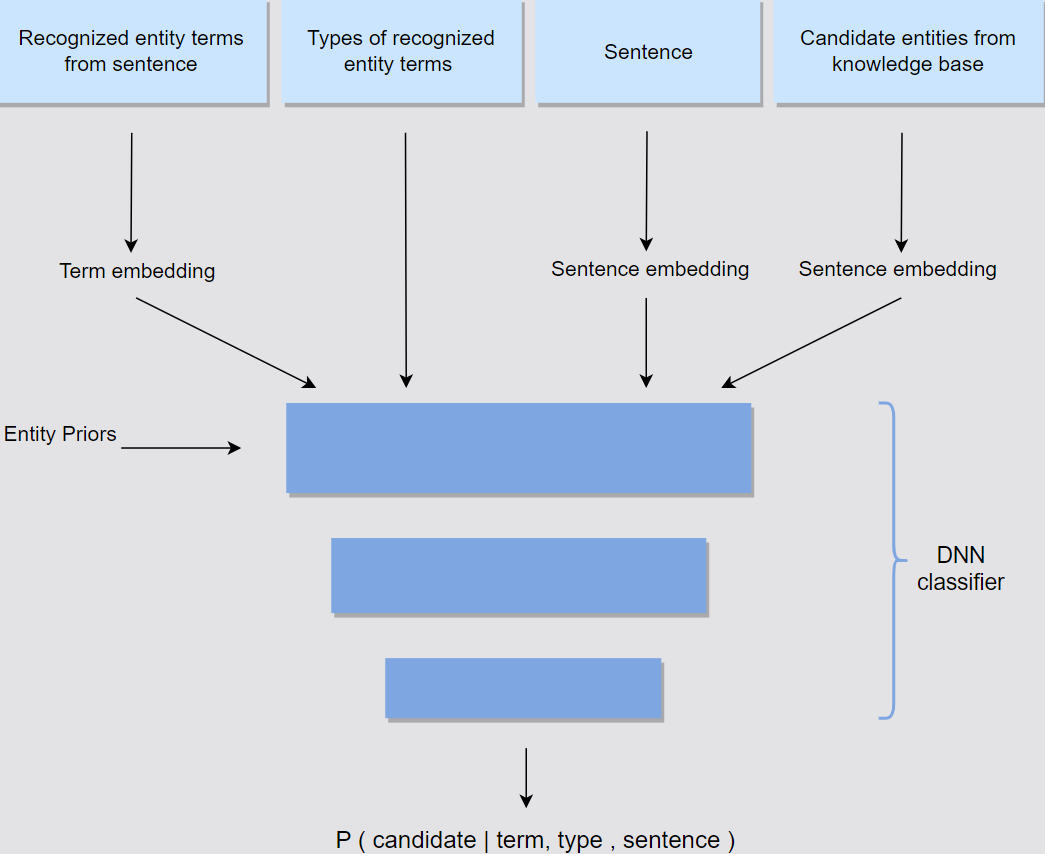 Recognized entity terms
from sentence
Types of recognized
entity terms
Sentence
Candidate entities from
knowledge base
Term embedding
Sentence embedding
Sentence embedding
Entity Priors
DNN
classifier
P ( candidate | term, type , sentence )